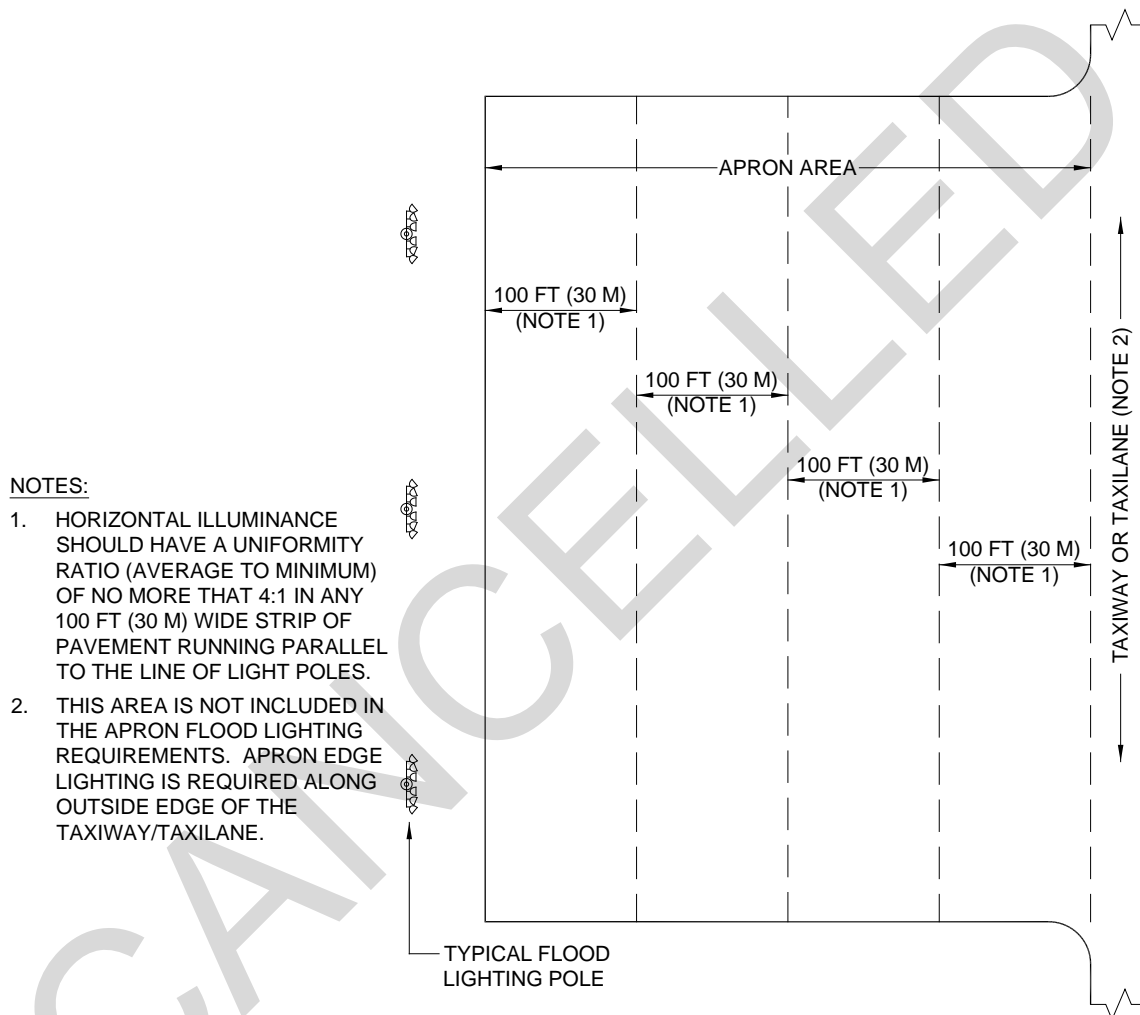 APRON AREA
100 FT (30 M)
(NOTE 1)
100 FT (30 M)
(NOTE 1)
100 FT (30 M)
(NOTE 1)
100 FT (30 M)
(NOTE 1)
TAXIWAY OR TAXILANE (NOTE 2)
NOTES:
1. HORIZONTAL ILLUMINANCE
SHOULD HAVE A UNIFORMITY
RATIO (AVERAGE TO MINIMUM)
OF NO MORE THAT 4:1 IN ANY
100 FT (30 M) WIDE STRIP OF
PAVEMENT RUNNING PARALLEL
TO THE LINE OF LIGHT POLES.
2. THIS AREA IS NOT INCLUDED IN
THE APRON FLOOD LIGHTING
REQUIREMENTS. APRON EDGE
LIGHTING IS REQUIRED ALONG
OUTSIDE EDGE OF THE
TAXIWAY/TAXILANE.
TYPICAL FLOOD
LIGHTING POLE
CANCELLED